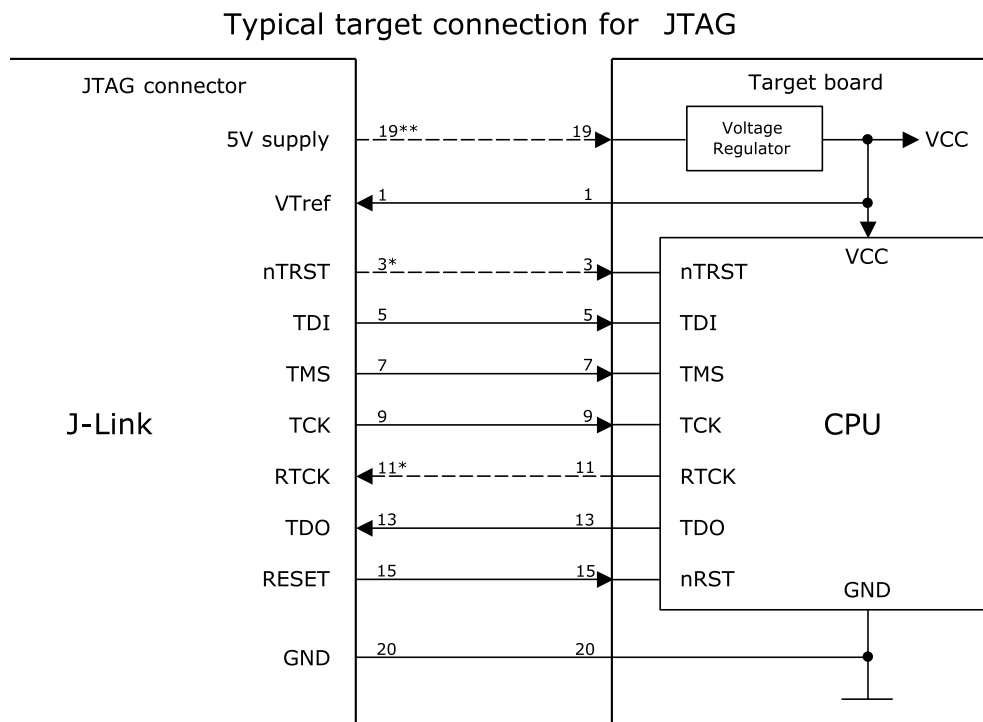 Typical target connection for JTAG
JTAG connector
Target board
5V supply 19** 19 Voltage Regulator VCC
VTref 1 1
VCC
nTRST 3* 3 nTRST
TDI 5 5 TDI
TMS 7 7 TMS
J-Link TCK 9 9 TCK CPU
RTCK 11* 11 RTCK
TDO 13 13 TDO
RESET 15 15 nRST
GND
GND 20 20